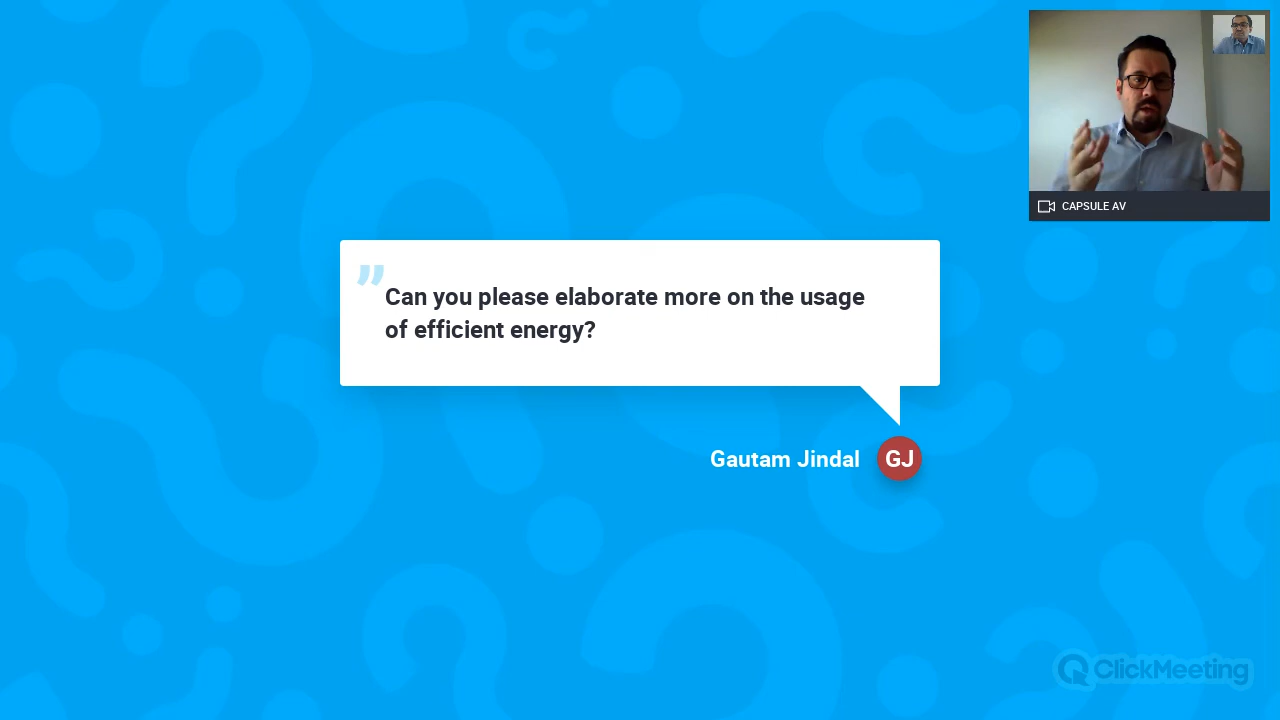 CAPSULE AV
”
Can you please elaborate more on the usage
of efficient energy?
Gautam Jindal
GJ
ClickMeeting